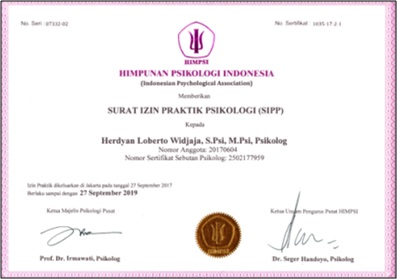 No. Seri : 07332-02
No. Sertifikat : 1635 17-2-1
HIMPSI
HIMPUNAN PSIKOLOGI INDONESIA
(Indonesian Psychological Association)
Memberikan
SURAT IZIN PRAKTIK PSIKOLOGI (SIPP)
Kepada
Herdyan Loberto Widjaja, S.Psi, M.Psi, Psikolog
Nomor Anggota: 20170604
Nomor Sertifikat Sebutan Psikolog: 2502177959
Izin Praktik dikeluarkan di Jakarta pada tanggal 27 September 2017
Berlaku sampai dengan 27 September 2019
Ketua Majelis Psikologi Pusat
Ketua Umum Pengurus Pusat HIMPSI
HIMPSI
Prof. Dr. Irmawati, Psikolog
Dr. Seger Handoyo, Psikolog